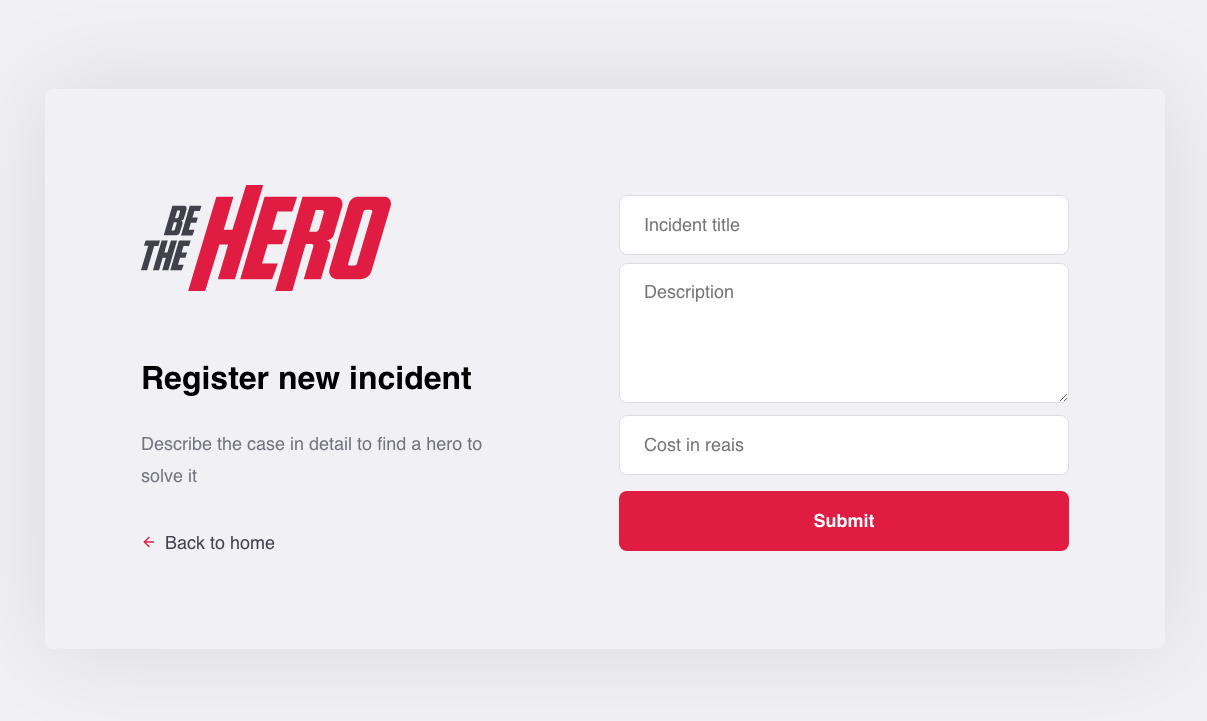 BE
THE HERO
Register new incident
Describe the case in detail to find a hero to
solve it
Back to home
Incident title
Description
Cost in reais
Submit